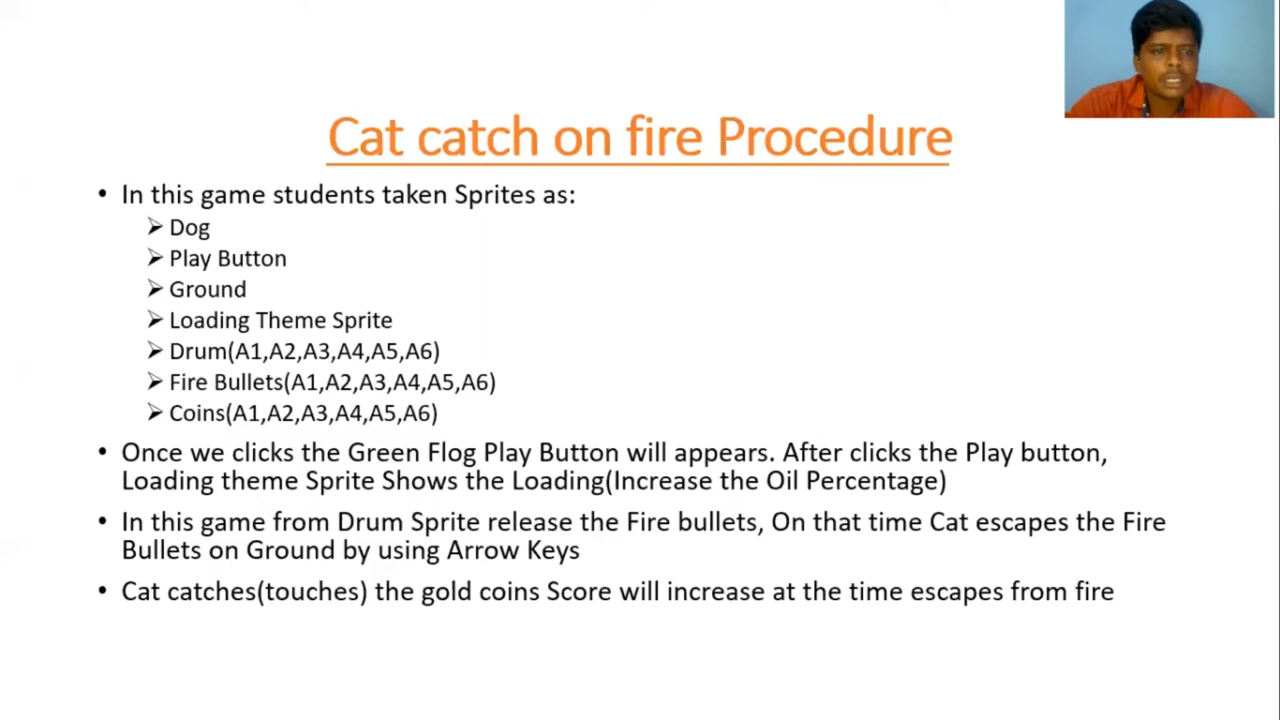 Cat catch on fire Procedure
• In this game students taken Sprites as:
➢ Dog
➢ Play Button
➢ Ground
➢ Loading Theme Sprite
➢ Drum(A1,A2,A3,A4,A5,A6)
➢ Fire Bullets(A1,A2,A3,A4,A5,A6)
➢ Coins(A1,A2,A3,A4,A5,A6)
• Once we clicks the Green Flog Play Button will appears. After clicks the Play button,
Loading theme Sprite Shows the Loading(Increase the Oil Percentage)
• In this game from Drum Sprite release the Fire bullets, On that time Cat escapes the Fire
Bullets on Ground by using Arrow Keys
• Cat catches(touches) the gold coins Score will increase at the time escapes from fire